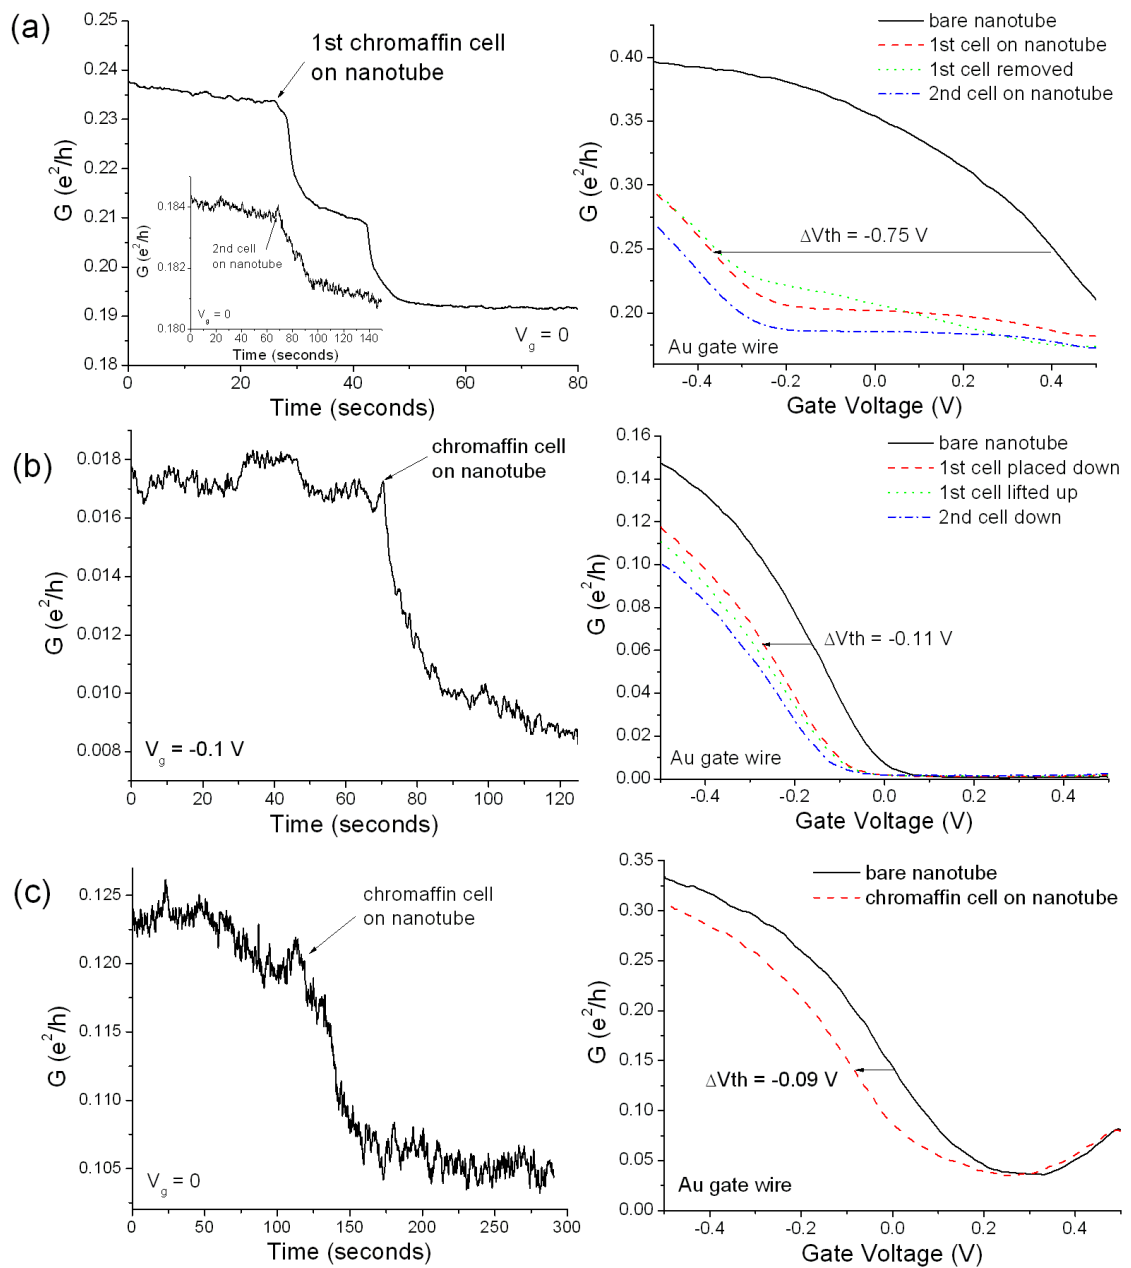 (a)
0.25
0.24
0.23
0.22
0.21
0.20
0.19
0.18
G (e²/h)
1st chromaffin cell
on nanotube
V_g = 0
0
20
40
60
80
Time (seconds)
0.184
0.182
0.180
G (e²/h)
2nd cell
on nanotube
V_g = 0
0 20 40 60 80 100 120 140
Time (seconds)
bare nanotube
1st cell on nanotube
1st cell removed
2nd cell on nanotube
0.40
0.35
0.30
0.25
0.20
G (e²/h)
ΔVth = -0.75 V
Au gate wire
-0.4
-0.2
0.0
0.2
0.4
Gate Voltage (V)
(b)
0.018
0.016
0.014
0.012
0.010
0.008
G (e²/h)
chromaffin cell
on nanotube
V_g = -0.1 V
0
20
40
60
80
100
120
Time (seconds)
bare nanotube
1st cell placed down
1st cell lifted up
2nd cell down
0.16
0.14
0.12
0.10
0.08
0.06
0.04
0.02
0.00
G (e²/h)
ΔVth = -0.11 V
Au gate wire
-0.4
-0.2
0.0
0.2
0.4
Gate Voltage (V)
(c)
0.125
0.120
0.115
0.110
0.105
G (e²/h)
chromaffin cell
on nanotube
V_g = 0
0
50
100
150
200
250
300
Time (seconds)
bare nanotube
chromaffin cell on nanotube
0.35
0.30
0.25
0.20
0.15
0.10
0.05
0.00
G (e²/h)
ΔVth = -0.09 V
Au gate wire
-0.4
-0.2
0.0
0.2
0.4
Gate Voltage (V)